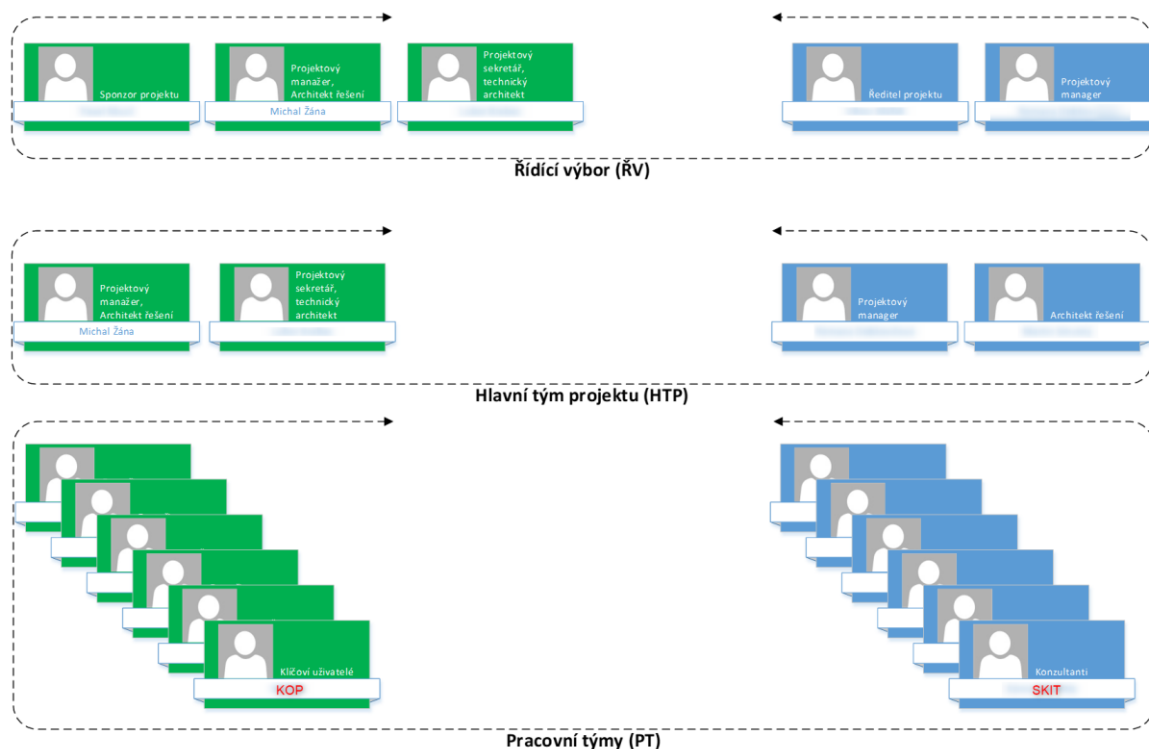 Sponzor projektu
Projektový
manažer,
Architekt řešení
Michal Žána
Projektový
sekretář,
technický
architekt
Ředitel projektu
Projektový
manager
Řídící výbor (ŘV)
Projektový
manažer,
Architekt řešení
Michal Žána
Projektový
sekretář,
technický
architekt
Projektový
manager
Architekt řešení
Hlavní tým projektu (HTP)
Klíčoví uživatelé
KOP
Konzultanti
SKIT
Pracovní týmy (PT)